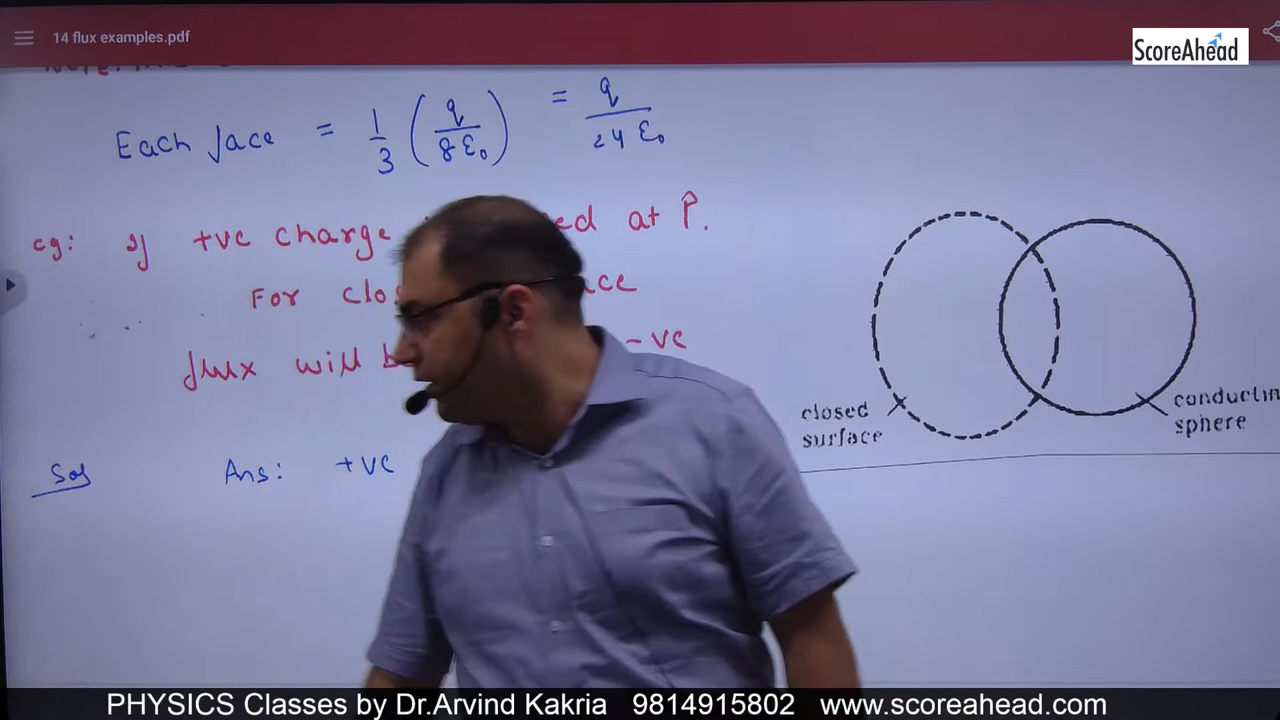 14 flux examples.pdf
ScoreAhead
Each face = 1/3 (q/8ε₀) = q/24ε₀
eg: If +ve charge ed at P.
For clos ce
flux will b -ve
closed surface
conductin sphere
Sol Ans: +ve
PHYSICS Classes by Dr.Arvind Kakria 9814915802 www.scoreahead.com